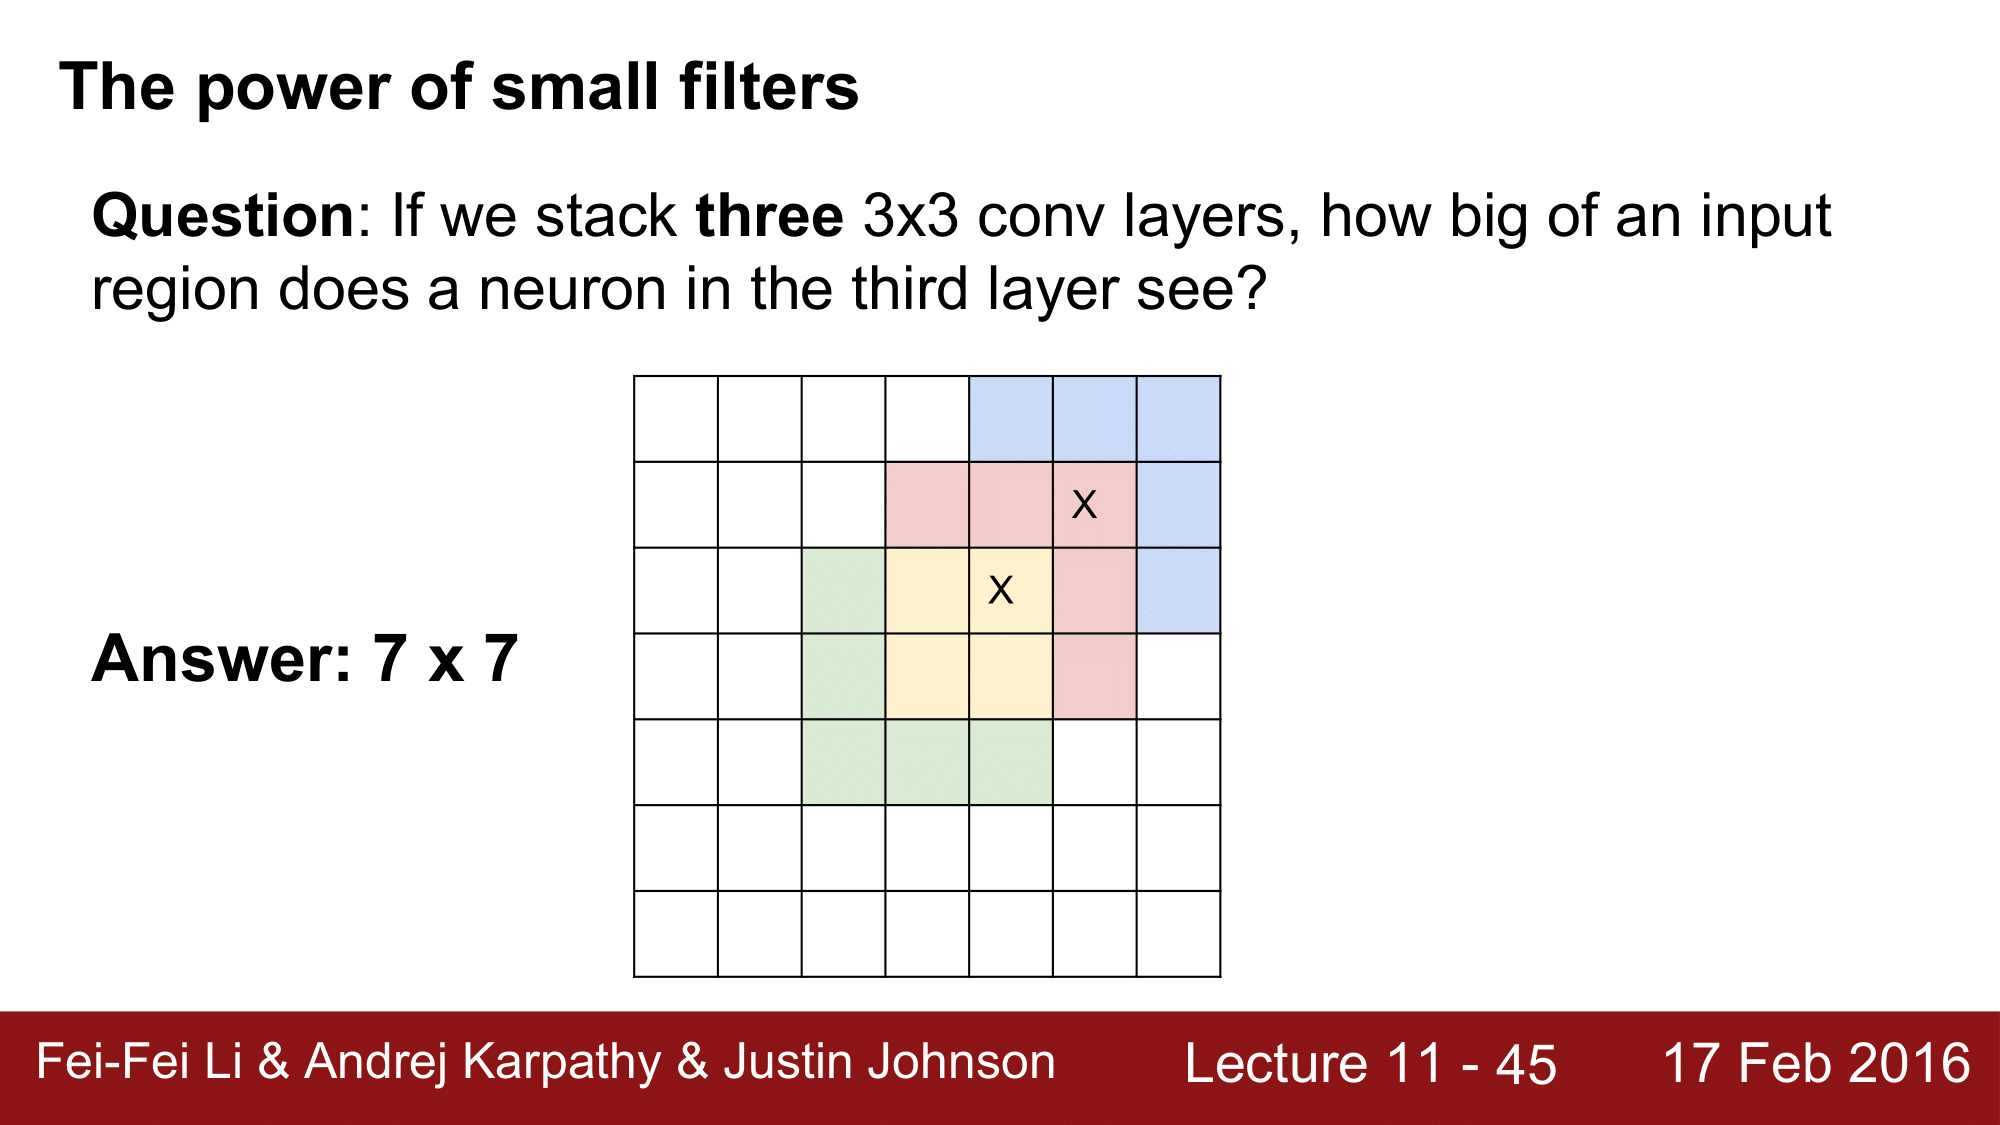 The power of small filters
Question: If we stack three 3x3 conv layers, how big of an input
region does a neuron in the third layer see?
X
X
Answer: 7 x 7
Fei-Fei Li & Andrej Karpathy & Justin Johnson
Lecture 11 - 45
17 Feb 2016